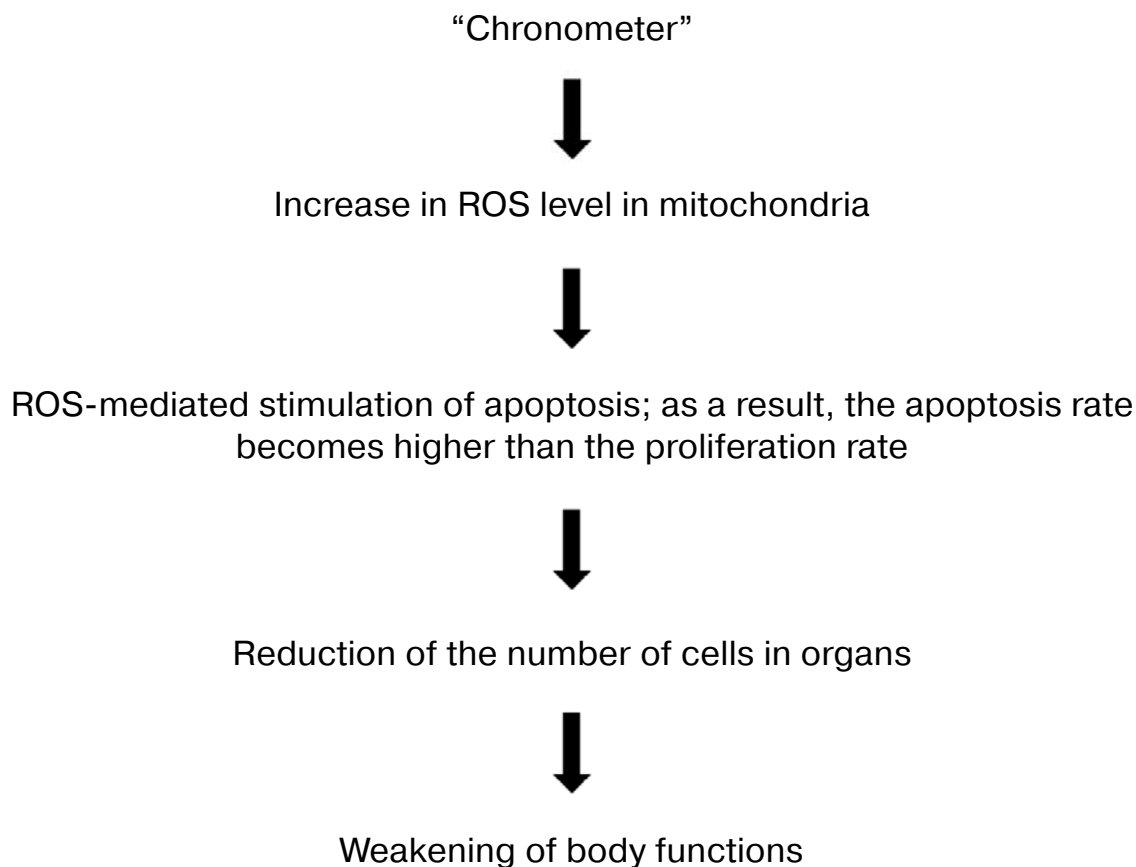 “Chronometer”
Increase in ROS level in mitochondria
ROS-mediated stimulation of apoptosis; as a result, the apoptosis rate
becomes higher than the proliferation rate
Reduction of the number of cells in organs
Weakening of body functions